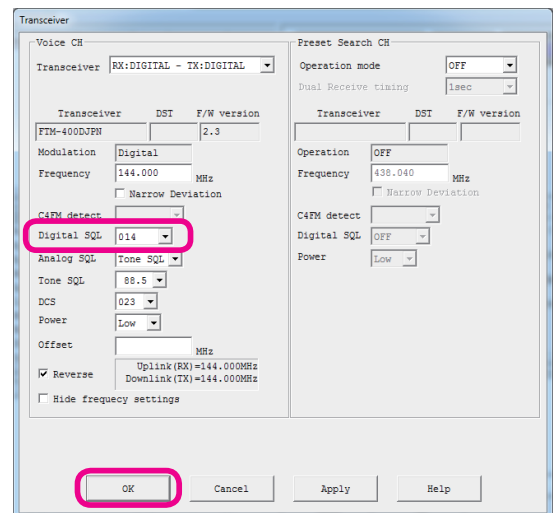 Transceiver
Voice CH
Transceiver RX:DIGITAL - TX:DIGITAL
Transceiver DST F/W version
FTM-400DJPN 2.3
Modulation Digital
Frequency 144.000 MHz
Narrow Deviation
C4FM detect
Digital SQL 014
Analog SQL Tone SQL
Tone SQL 88.5
DCS 023
Power Low
Offset MHz
Reverse Uplink(RX)=144.000MHz
Downlink(TX)=144.000MHz
Hide frequecy settings
Preset Search CH
Operation mode OFF
Dual Receive timing 1sec
Transceiver DST F/W version
Operation OFF
Frequency 438.040 MHz
Narrow Deviation
C4FM detect
Digital SQL OFF
Power Low
OK Cancel Apply Help